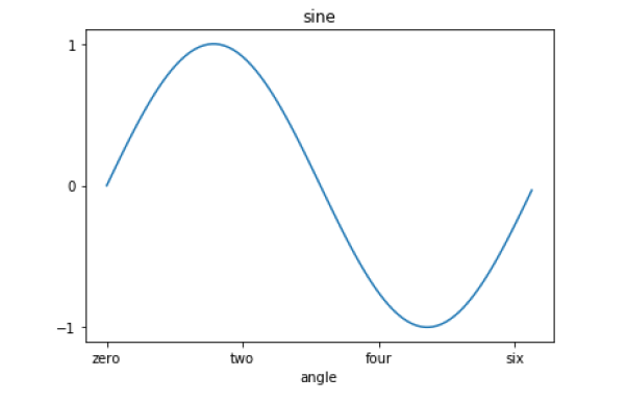 sine
1
0
−1
zero two four six
angle